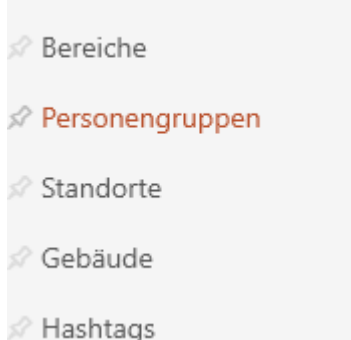 Bereiche
Personengruppen
Standorte
Gebäude
Hashtags